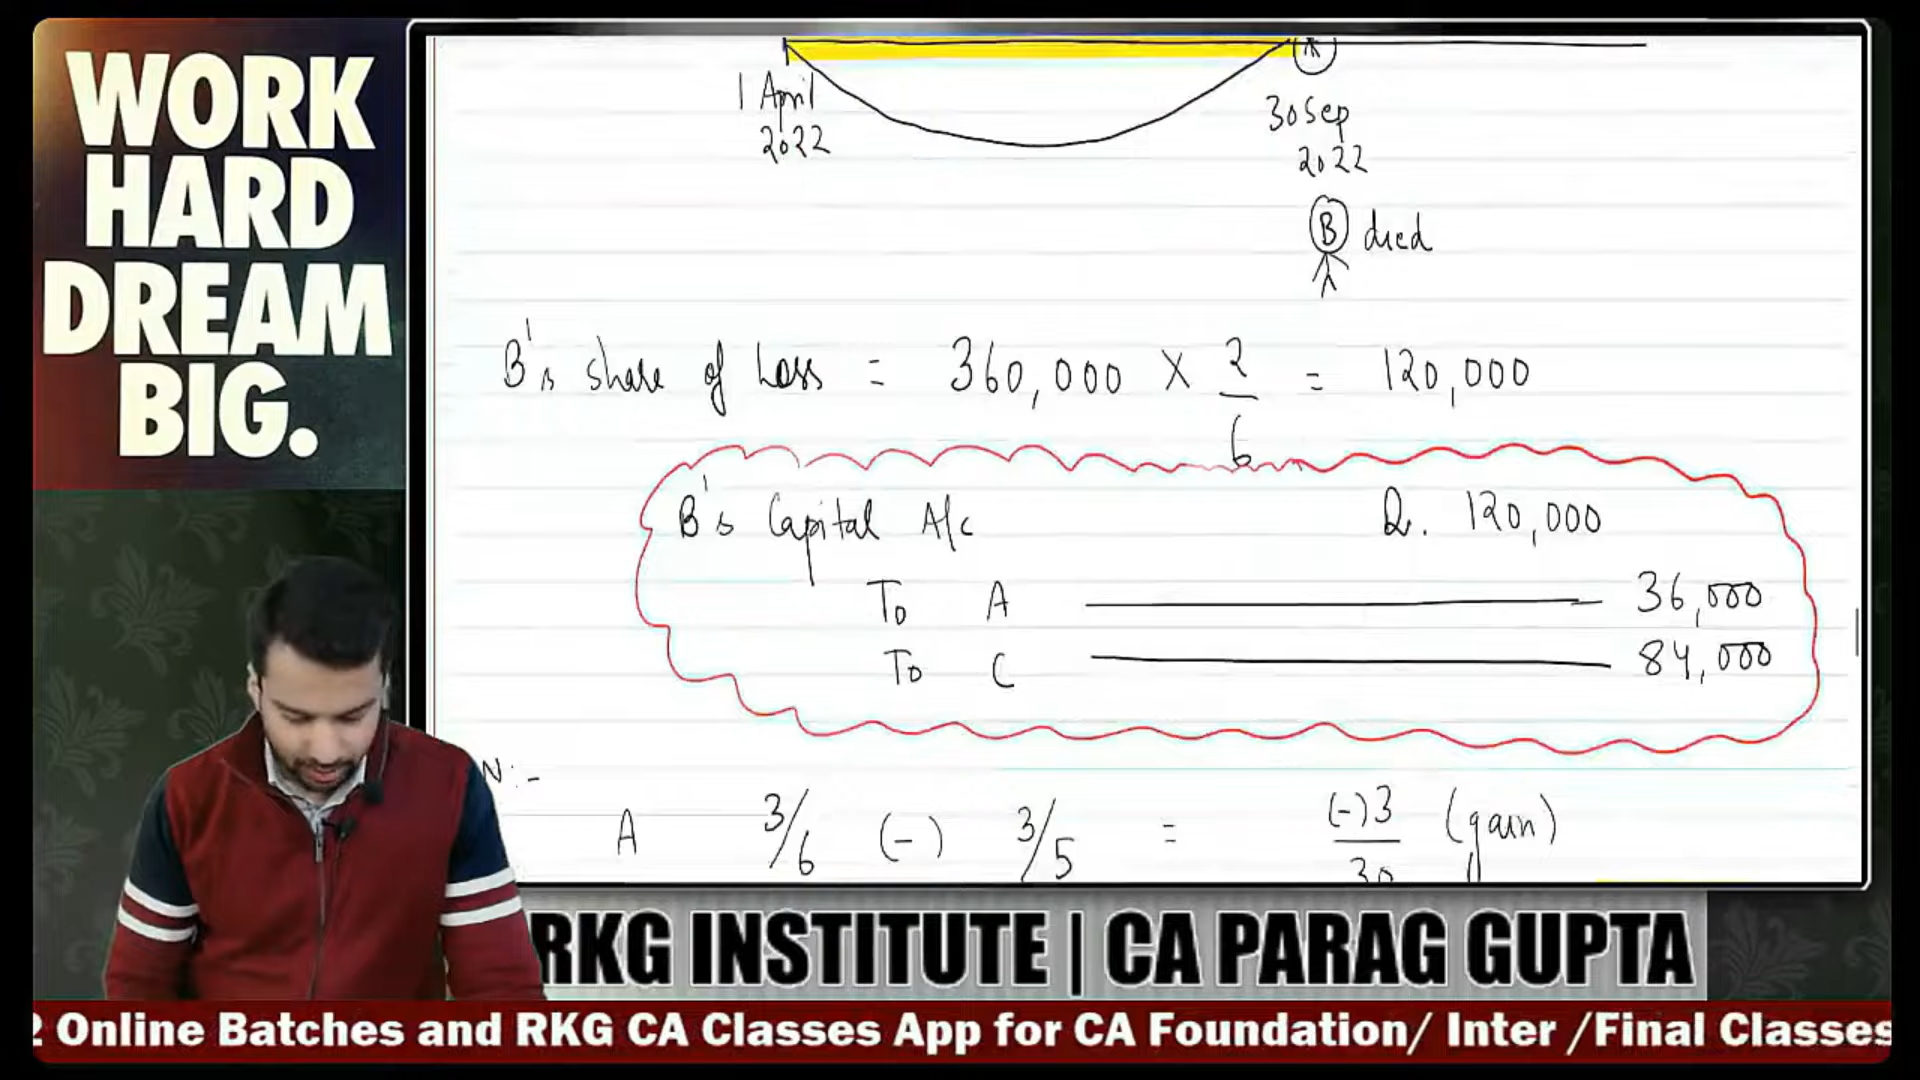 WORK
HARD
DREAM
BIG.
1 April
2022
30 Sep
2022
B died
B's share of Loss = 360,000 X 2/6 = 120,000
B's Capital A/c Dr. 120,000
To A 36,000
To C 84,000
N:-
A 3/6 (-) 3/5 = (-)3/30 (gain)
RKG INSTITUTE | CA PARAG GUPTA
2 Online Batches and RKG CA Classes App for CA Foundation/ Inter /Final Classes